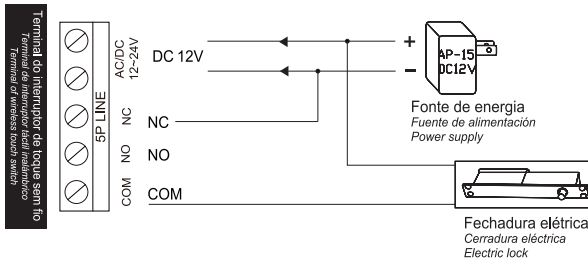 Terminal do interruptor de toque sem fio
Terminal de interruptor táctil inalámbrico
Terminal of wireless touch switch
5P LINE
AC/DC
12~24V
NC
NO
COM
DC 12V
NC
NO
COM
+
−
AP-15
DC12V
Fonte de energia
Fuente de alimentación
Power supply
Fechadura elétrica
Cerradura eléctrica
Electric lock